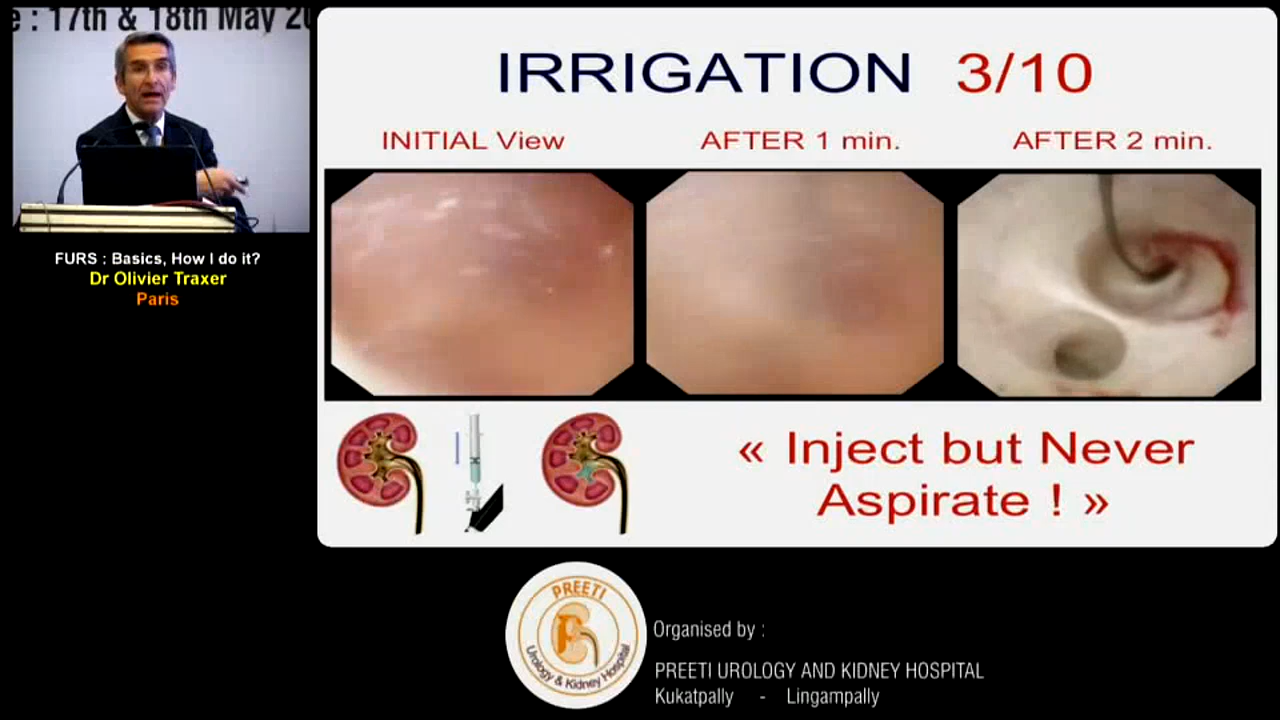 e : 17th & 18th May 20
IRRIGATION 3/10
INITIAL View
AFTER 1 min.
AFTER 2 min.
« Inject but Never
Aspirate ! »
FURS : Basics, How I do it?
Dr Olivier Traxer
Paris
PREETI
Urology & Kidney Hospital
Organised by :
PREETI UROLOGY AND KIDNEY HOSPITAL
Kukatpally - Lingampally